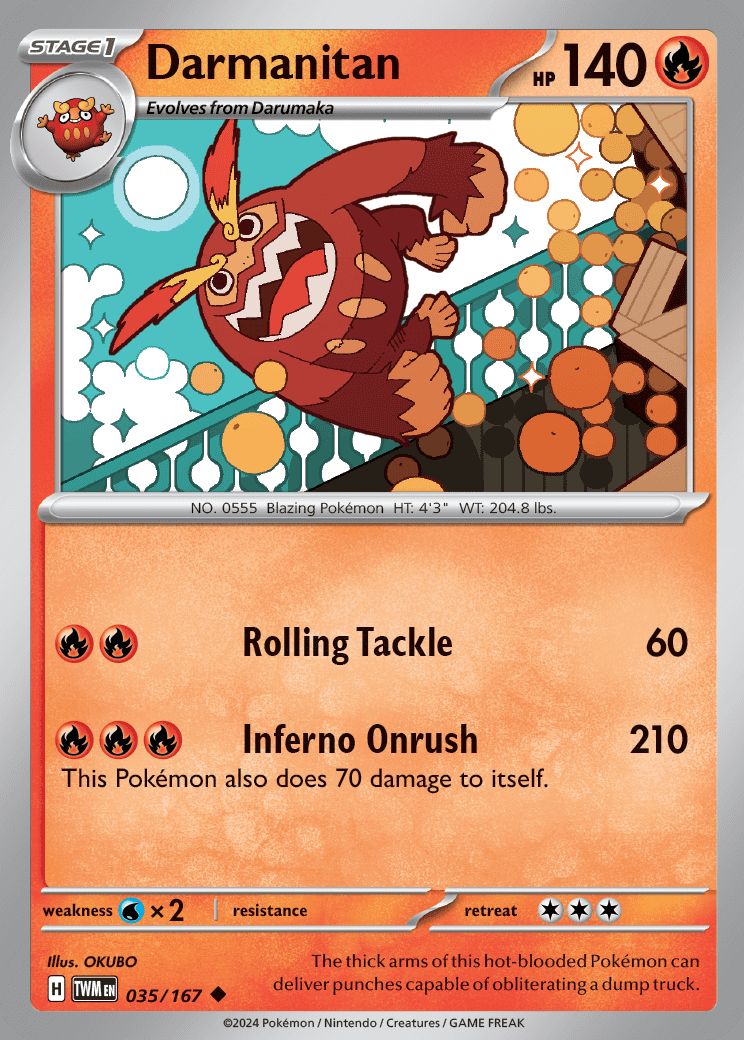 STAGE1
Darmanitan
HP 140
Evolves from Darumaka
NO. 0555 Blazing Pokémon HT: 4'3" WT: 204.8 lbs.
Rolling Tackle 60
Inferno Onrush 210
This Pokémon also does 70 damage to itself.
weakness ×2 resistance retreat
Illus. OKUBO
The thick arms of this hot-blooded Pokémon can
deliver punches capable of obliterating a dump truck.
H TWM EN 035/167
©2024 Pokémon / Nintendo / Creatures / GAME FREAK